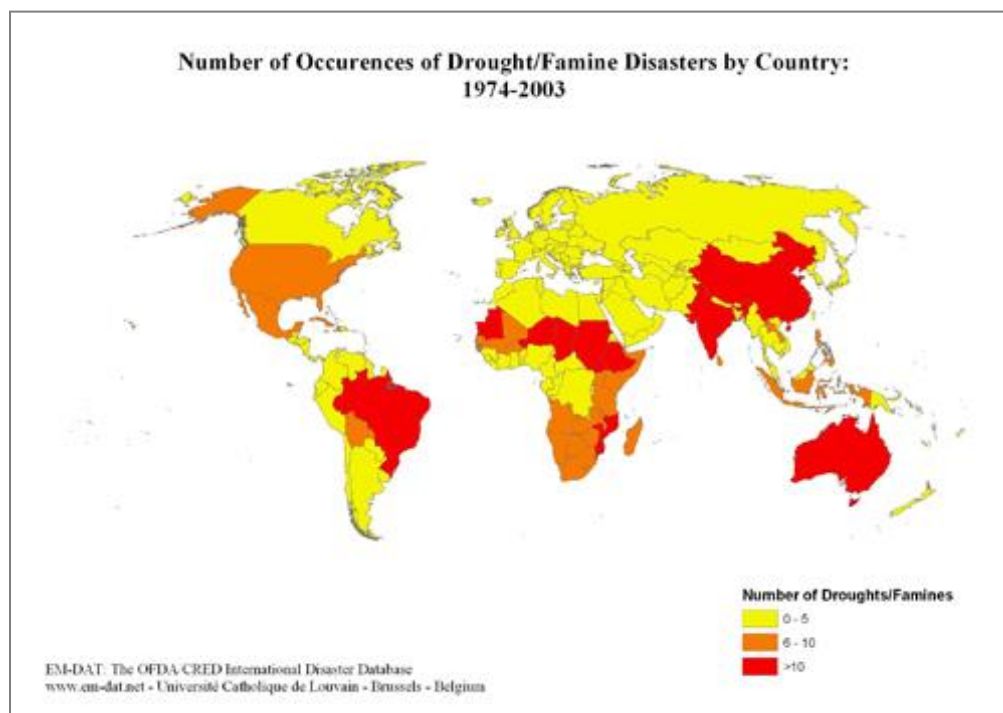 Number of Occurences of Drought/Famine Disasters by Country:
1974-2003
Number of Droughts/Famines
0 - 5
6 - 10
>10
EM-DAT: The OFDA/CRED International Disaster Database
www.em-dat.net - Université Catholique de Louvain - Brussels - Belgium